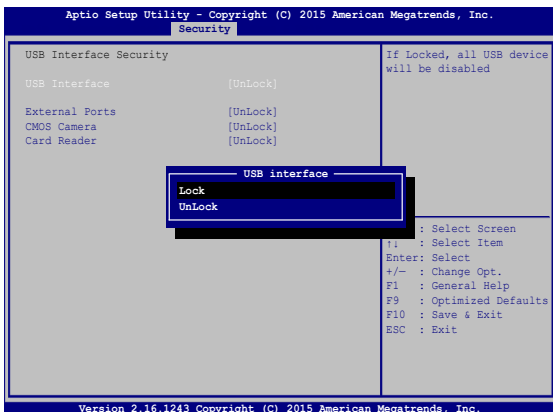 Aptio Setup Utility - Copyright (C) 2015 American Megatrends, Inc.
Security
USB Interface Security
USB Interface [UnLock]
External Ports [UnLock]
CMOS Camera [UnLock]
Card Reader [UnLock]
USB interface
Lock
UnLock
If Locked, all USB device
will be disabled
: Select Screen
↑↓ : Select Item
Enter: Select
+/— : Change Opt.
F1 : General Help
F9 : Optimized Defaults
F10 : Save & Exit
ESC : Exit
Version 2.16.1243 Copyright (C) 2015 American Megatrends, Inc.